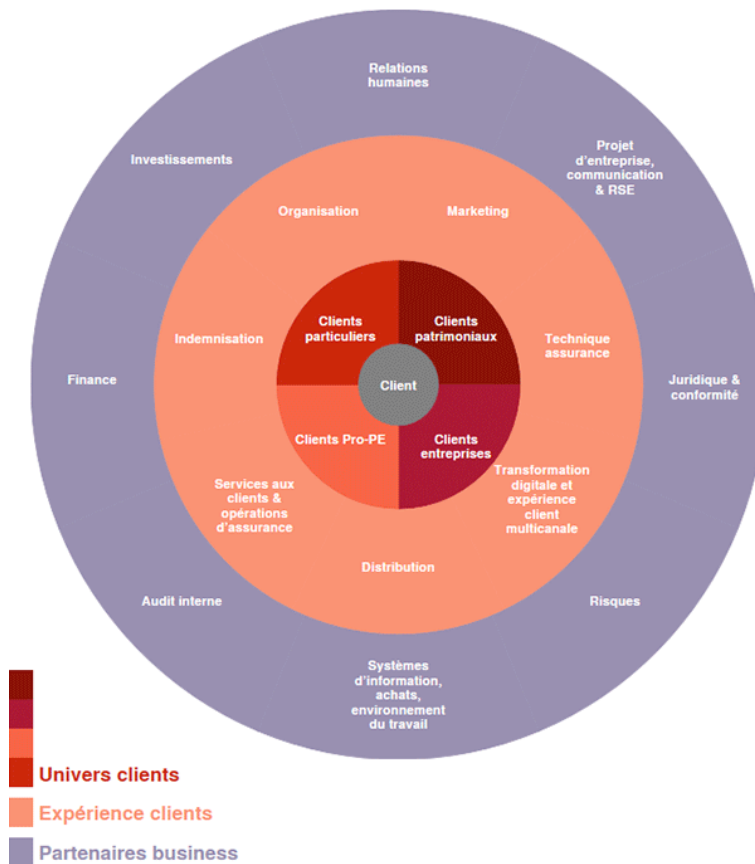 Relations
humaines
Investissements
Projet
d'entreprise,
communication
& RSE
Organisation
Marketing
Clients
particuliers
Clients
patrimoniaux
Indemnisation
Technique
assurance
Finance
Client
Juridique &
conformité
Clients Pro-PE
Clients
entreprises
Services aux
clients &
opérations
d'assurance
Transformation
digitale et
expérience
client
multicanale
Distribution
Audit interne
Risques
Systèmes
d'information,
achats,
environnement
du travail
Univers clients
Expérience clients
Partenaires business